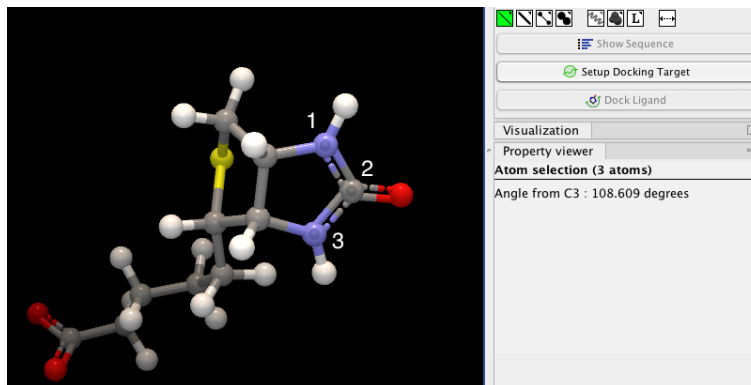 1
2
3
L
Show Sequence
Setup Docking Target
Dock Ligand
Visualization
Property viewer
Atom selection (3 atoms)
Angle from C3 : 108.609 degrees